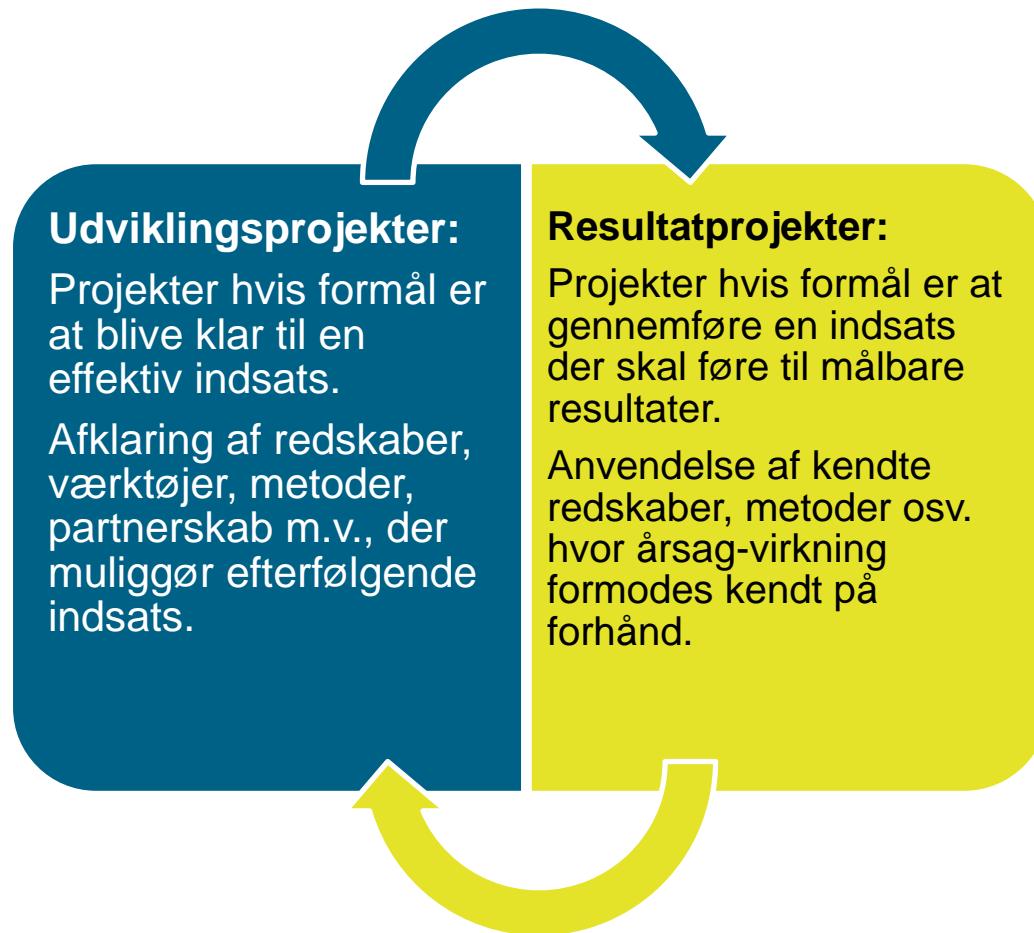 Udviklingsprojekter:
Projekter hvis formål er
at blive klar til en
effektiv indsats.
Afklaring af redskaber,
værktøjer, metoder,
partnerskab m.v., der
muliggør efterfølgende
indsats.
Resultatprojekter:
Projekter hvis formål er at
gennemføre en indsats
der skal føre til målbare
resultater.
Anvendelse af kendte
redskaber, metoder osv.
hvor årsag-virkning
formodes kendt på
forhånd.